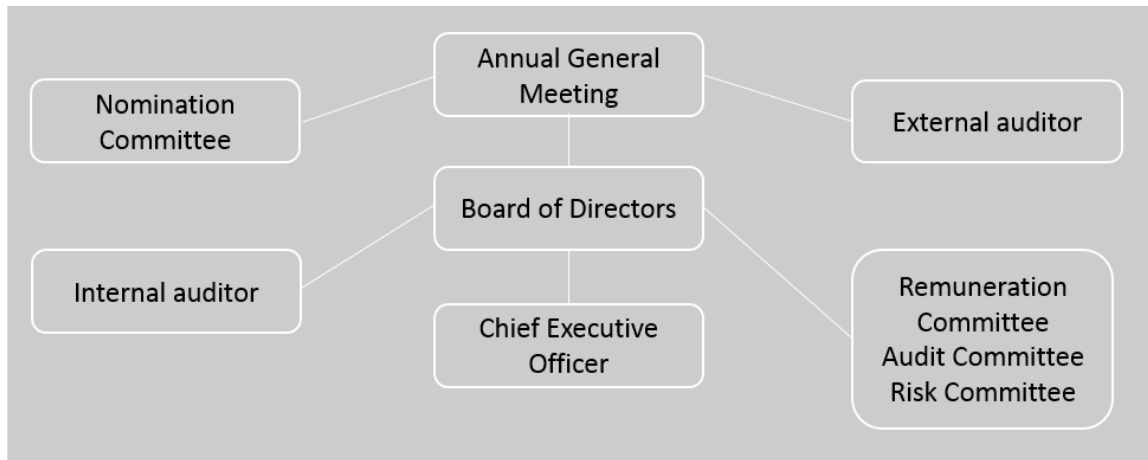 Annual General
Meeting
Nomination
Committee
External auditor
Board of Directors
Internal auditor
Chief Executive
Officer
Remuneration
Committee
Audit Committee
Risk Committee